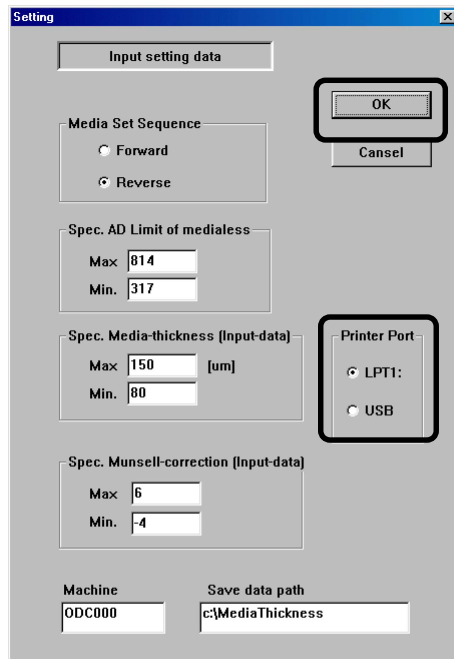 Setting
Input setting data
OK
Media Set Sequence
Forward
Cansel
Reverse
Spec. AD Limit of medialess
Max 814
Min. 317
Spec. Media-thickness (Input-data)
Printer Port
Max 150 [um]
LPT1:
Min. 80
USB
Spec. Munsell-correction (Input-data)
Max 6
Min. -4
Machine Save data path
ODC000 c:\MediaThickness